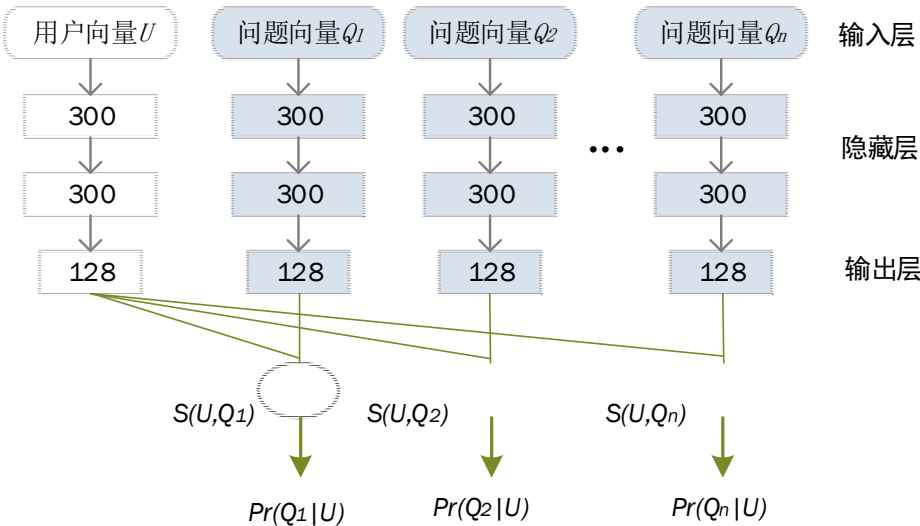 用户向量U 问题向量Q1 问题向量Q2 问题向量Qn 输入层
300 300 300 300
... 隐藏层
300 300 300 300
128 128 128 128 输出层
S(U,Q1) S(U,Q2) S(U,Qn)
Pr(Q1|U) Pr(Q2|U) Pr(Qn|U)